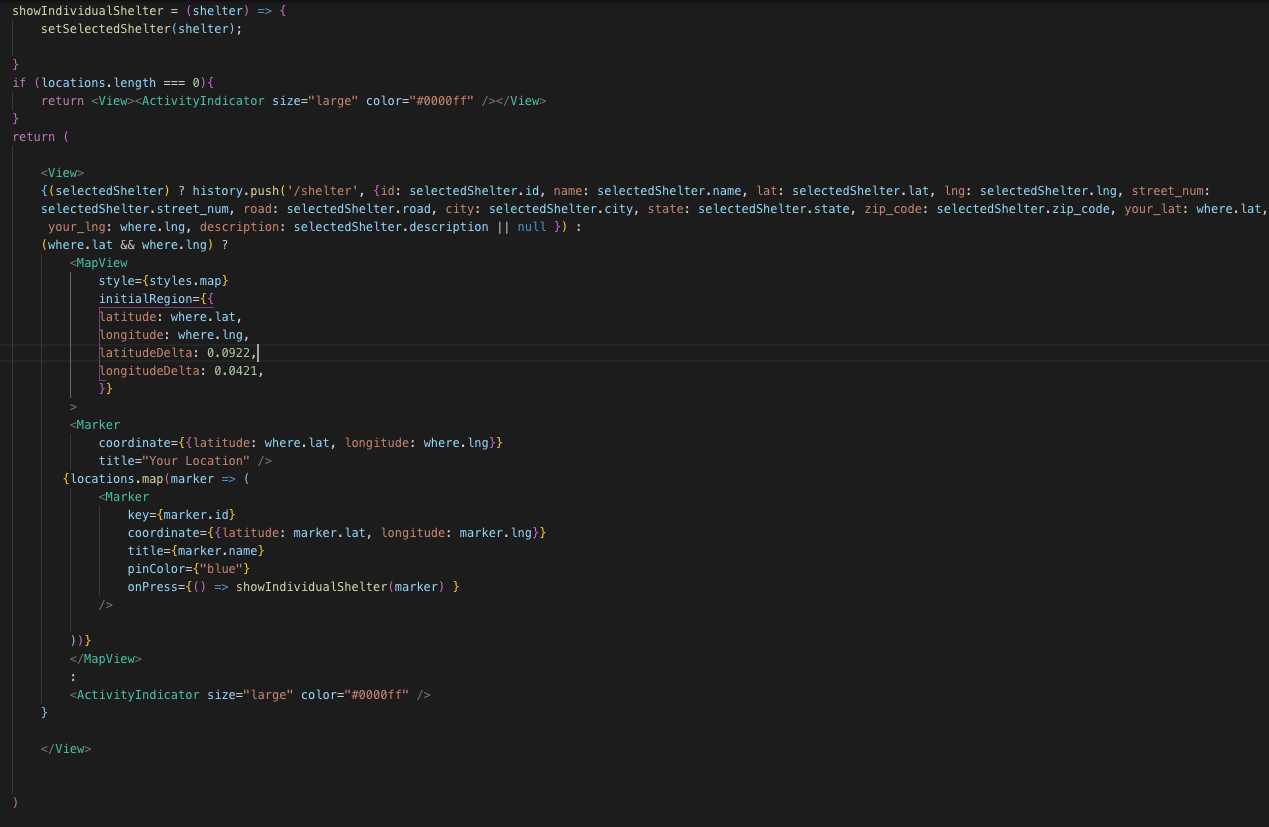 showIndividualShelter = (shelter) => {
    setSelectedShelter(shelter);
}
if (locations.length === 0){
    return <View><ActivityIndicator size="large" color="#0000ff" /></View>
}
return (
    <View>
    {(selectedShelter) ? history.push('/shelter', {id: selectedShelter.id, name: selectedShelter.name, lat: selectedShelter.lat, lng: selectedShelter.lng, street_num:
    selectedShelter.street_num, road: selectedShelter.road, city: selectedShelter.city, state: selectedShelter.state, zip_code: selectedShelter.zip_code, your_lat: where.lat,
     your_lng: where.lng, description: selectedShelter.description || null }) :
    (where.lat && where.lng) ?
        <MapView
            style={styles.map}
            initialRegion={{
            latitude: where.lat,
            longitude: where.lng,
            latitudeDelta: 0.0922,
            longitudeDelta: 0.0421,
            }}
        >
        <Marker
            coordinate={{latitude: where.lat, longitude: where.lng}}
            title="Your Location" />
       {locations.map(marker => (
            <Marker
                key={marker.id}
                coordinate={{latitude: marker.lat, longitude: marker.lng}}
                title={marker.name}
                pinColor={"blue"}
                onPress={() => showIndividualShelter(marker) }
            />
        ))}
        </MapView>
        :
        <ActivityIndicator size="large" color="#0000ff" />
    }
    </View>
)